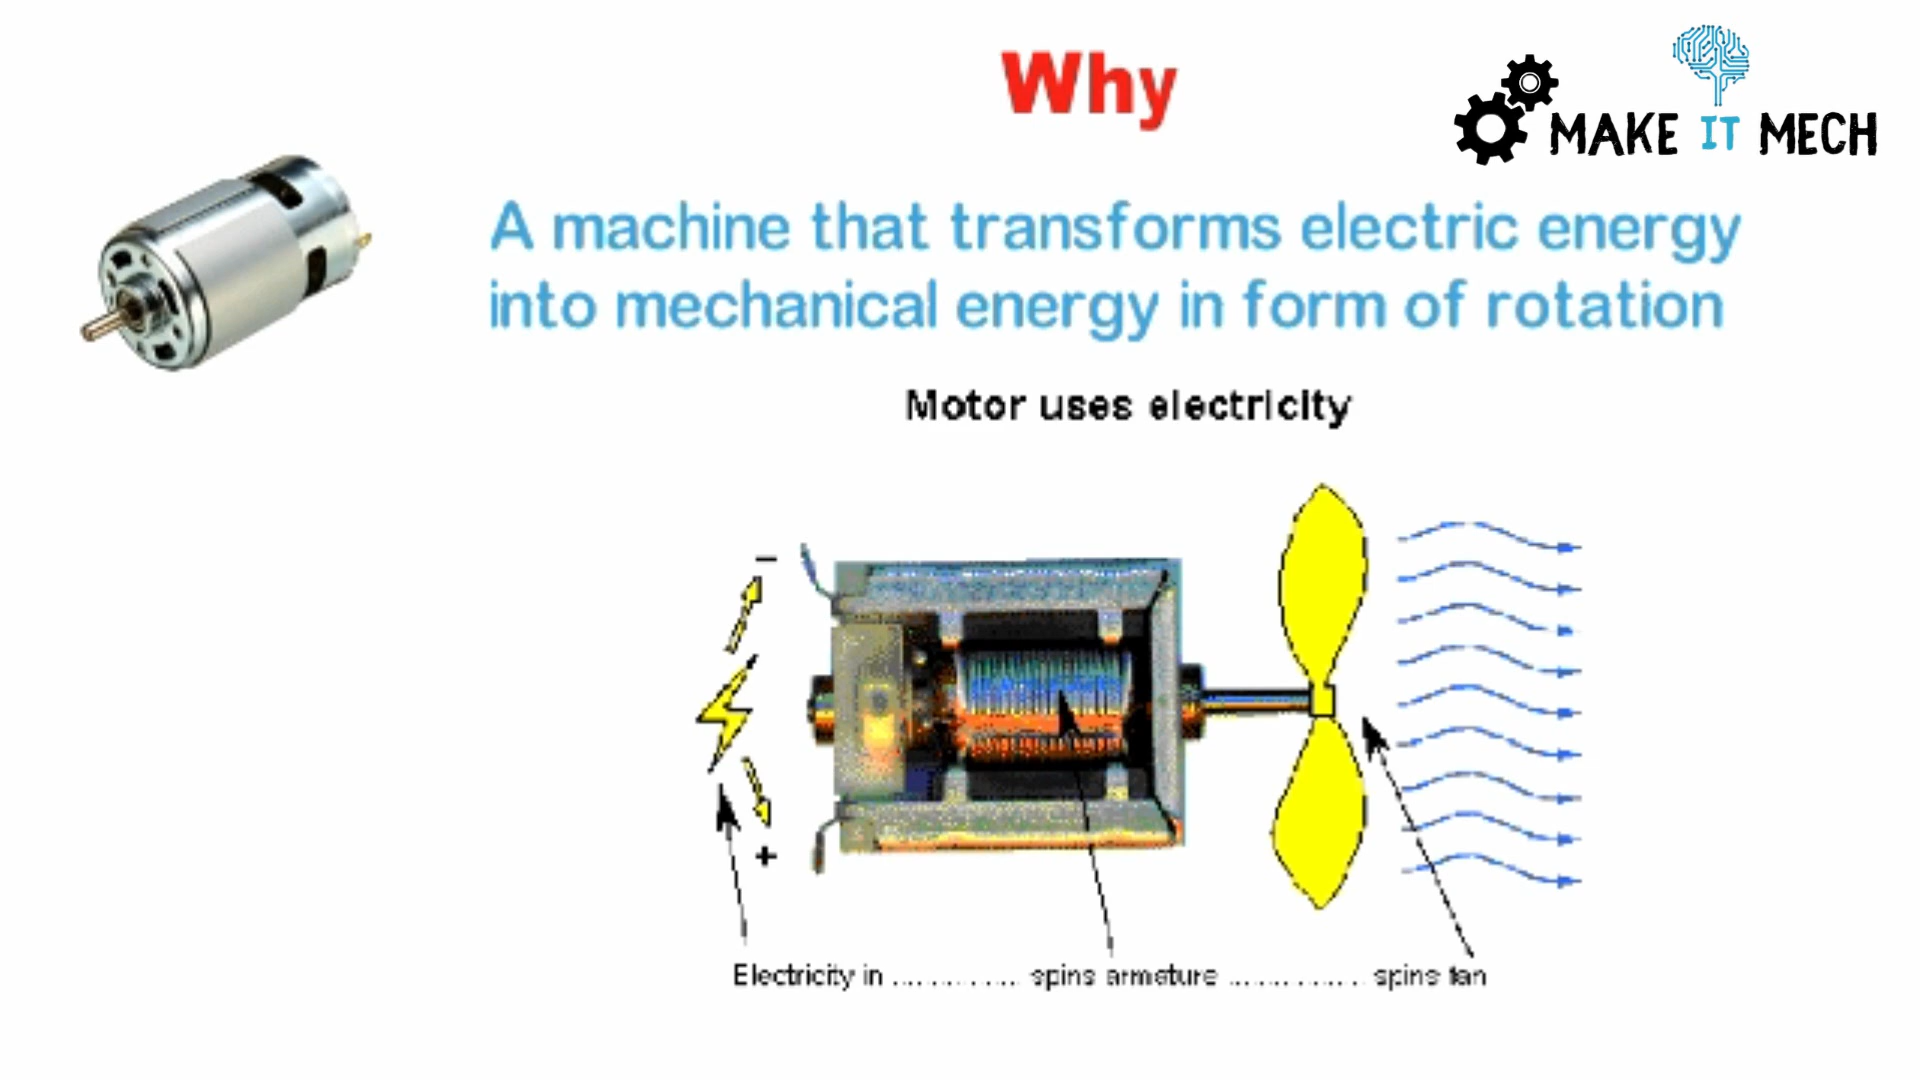 Why
MAKE IT MECH
A machine that transforms electric energy
into mechanical energy in form of rotation
Motor uses electricity
–
+
Electricity in .............. spins armature ............... spins fan